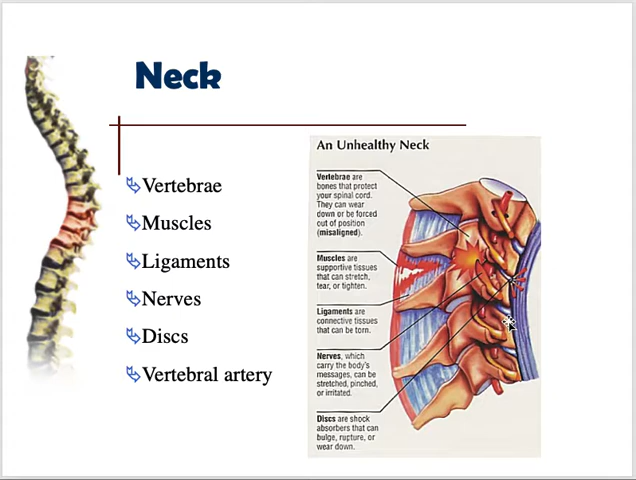 Neck
Vertebrae
Muscles
Ligaments
Nerves
Discs
Vertebral artery
An Unhealthy Neck
Vertebrae are
bones that protect
your spinal cord.
They can wear
down or be forced
out of position
(misaligned).
Muscles are
supportive tissues
that can stretch,
tear, or tighten.
Ligaments are
connective tissues
that can be torn.
Nerves, which
carry the body's
messages, can be
stretched, pinched,
or irritated.
Discs are shock
absorbers that can
bulge, rupture, or
wear down.